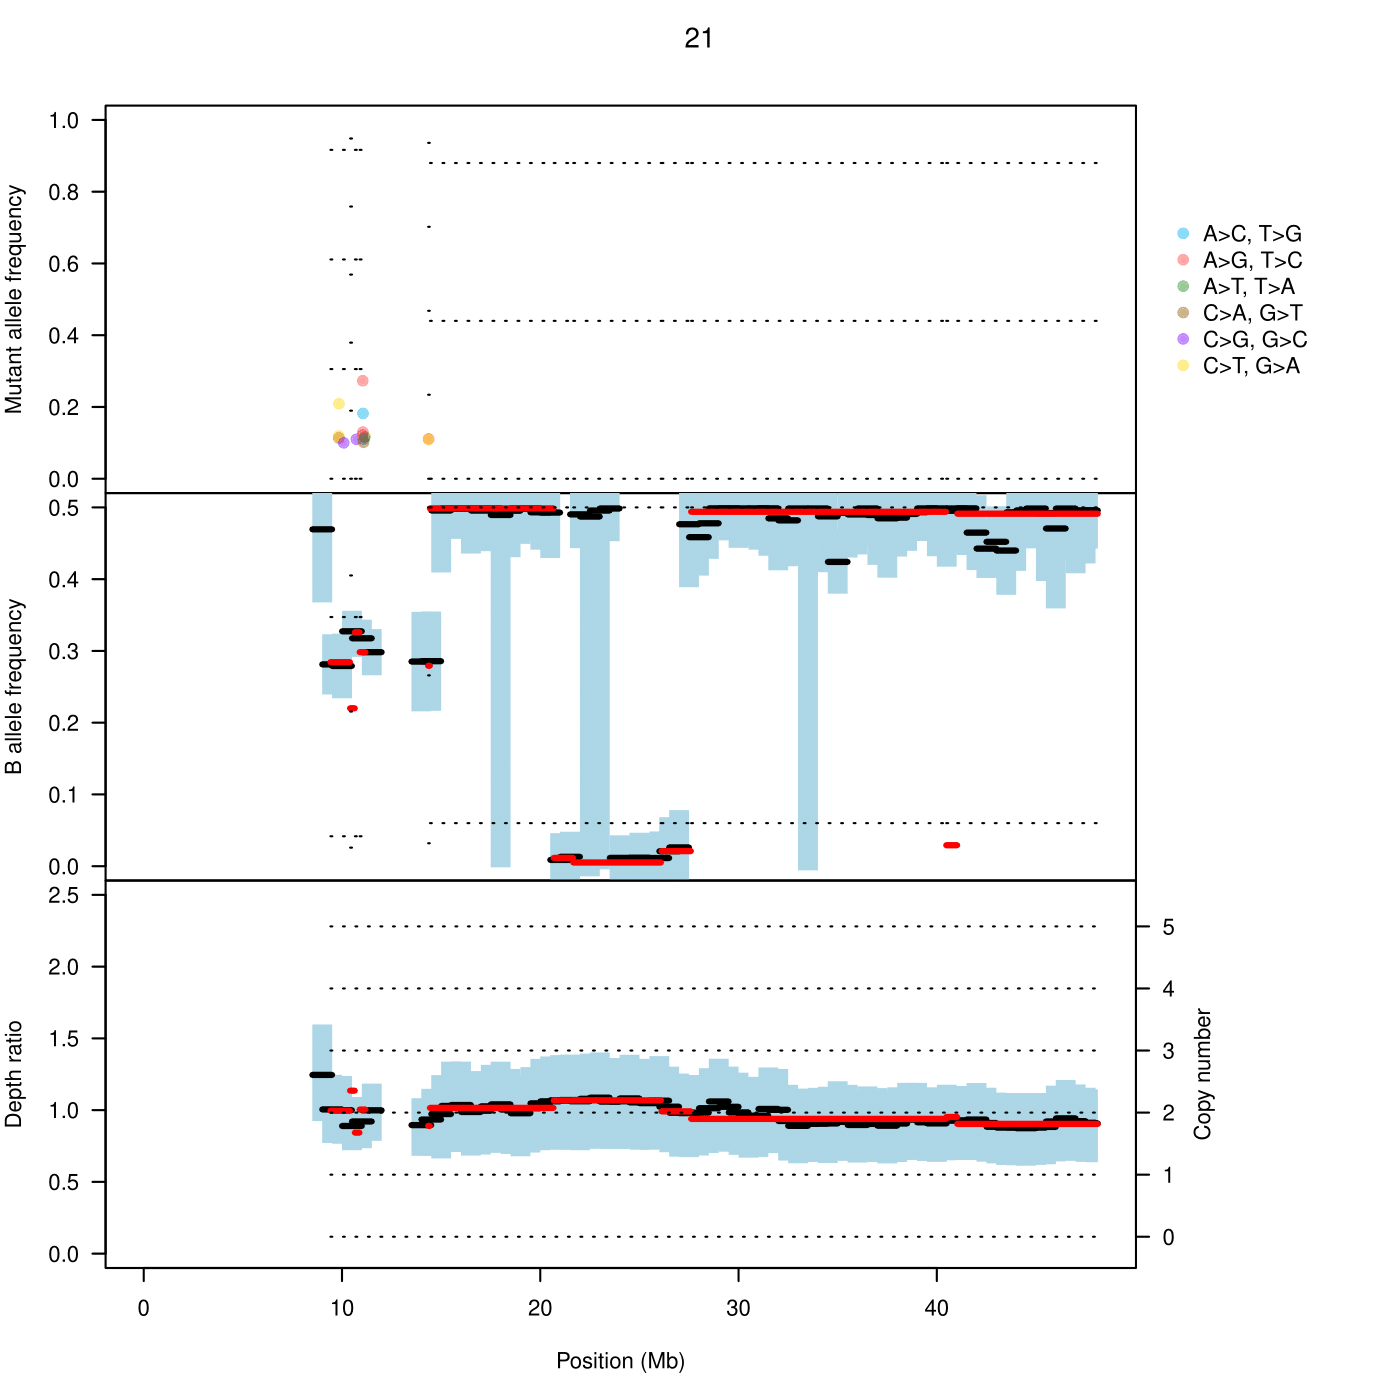 21
Mutant allele frequency
1.0
0.8
0.6
0.4
0.2
0.0
A>C, T>G
A>G, T>C
A>T, T>A
C>A, G>T
C>G, G>C
C>T, G>A
B allele frequency
0.5
0.4
0.3
0.2
0.1
0.0
Depth ratio
2.5
2.0
1.5
1.0
0.5
0.0
5
4
3
2
1
0
Copy number
0 10 20 30 40
Position (Mb)